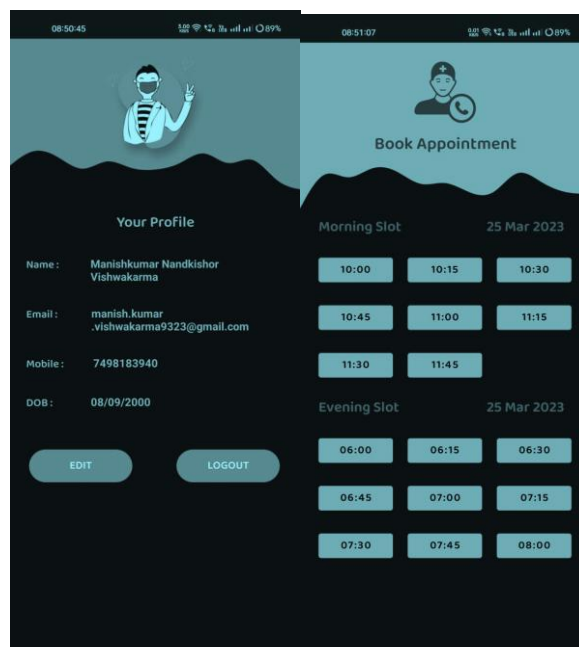 08:50:45
89%
Your Profile
Name : Manishkumar Nandkishor
Vishwakarma
Email : manish.kumar
.vishwakarma9323@gmail.com
Mobile : 7498183940
DOB : 08/09/2000
EDIT LOGOUT
08:51:07
89%
Book Appointment
Morning Slot 25 Mar 2023
10:00 10:15 10:30
10:45 11:00 11:15
11:30 11:45
Evening Slot 25 Mar 2023
06:00 06:15 06:30
06:45 07:00 07:15
07:30 07:45 08:00